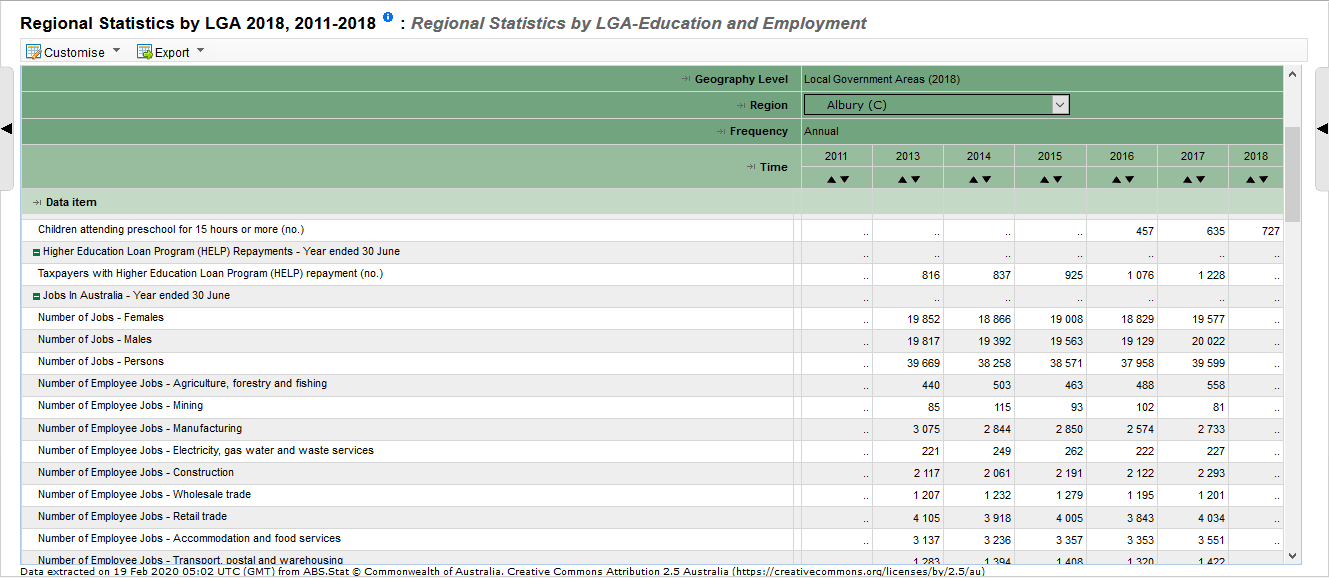 Regional Statistics by LGA 2018, 2011-2018 i : Regional Statistics by LGA-Education and Employment
Customise Export
Geography Level Local Government Areas (2018)
Region Albury (C)
Frequency Annual
Time 2011 2013 2014 2015 2016 2017 2018
Data item
Children attending preschool for 15 hours or more (no.) .. .. .. .. 457 635 727
Higher Education Loan Program (HELP) Repayments - Year ended 30 June .. .. .. .. .. .. ..
Taxpayers with Higher Education Loan Program (HELP) repayment (no.) .. 816 837 925 1 076 1 228 ..
Jobs In Australia - Year ended 30 June .. .. .. .. .. .. ..
Number of Jobs - Females .. 19 852 18 866 19 008 18 829 19 577 ..
Number of Jobs - Males .. 19 817 19 392 19 563 19 129 20 022 ..
Number of Jobs - Persons .. 39 669 38 258 38 571 37 958 39 599 ..
Number of Employee Jobs - Agriculture, forestry and fishing .. 440 503 463 488 558 ..
Number of Employee Jobs - Mining .. 85 115 93 102 81 ..
Number of Employee Jobs - Manufacturing .. 3 075 2 844 2 850 2 574 2 733 ..
Number of Employee Jobs - Electricity, gas water and waste services .. 221 249 262 222 227 ..
Number of Employee Jobs - Construction .. 2 117 2 061 2 191 2 122 2 293 ..
Number of Employee Jobs - Wholesale trade .. 1 207 1 232 1 279 1 195 1 201 ..
Number of Employee Jobs - Retail trade .. 4 105 3 918 4 005 3 843 4 034 ..
Number of Employee Jobs - Accommodation and food services .. 3 137 3 236 3 357 3 353 3 551 ..
Number of Employee Jobs - Transport, postal and warehousing .. 1 283 1 394 1 408 1 320 1 422 ..
Data extracted on 19 Feb 2020 05:02 UTC (GMT) from ABS.Stat © Commonwealth of Australia. Creative Commons Attribution 2.5 Australia (https://creativecommons.org/licenses/by/2.5/au)